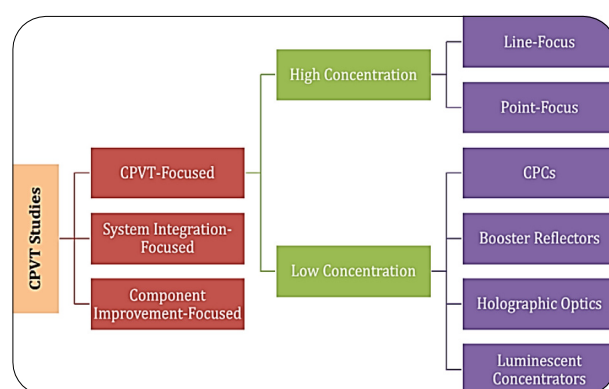 CPVT Studies
CPVT-Focused
System Integration-
Focused
Component
Improvement-Focused
High Concentration
Low Concentration
Line-Focus
Point-Focus
CPCs
Booster Reflectors
Holographic Optics
Luminescent
Concentrators